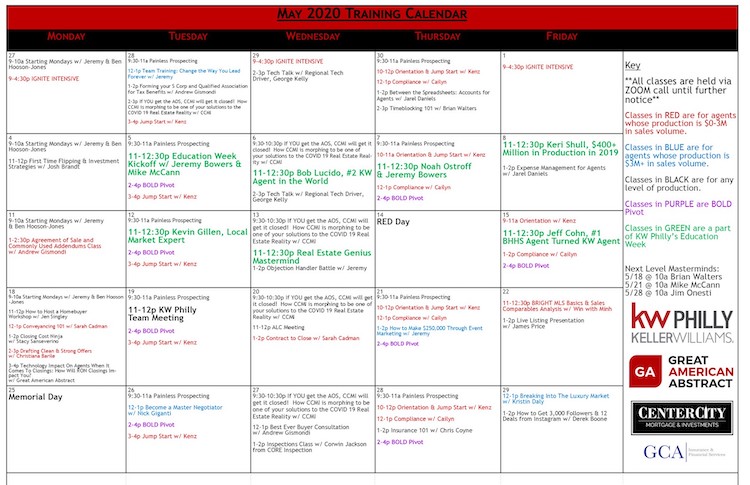 MAY 2020 TRAINING CALENDAR
MONDAY
TUESDAY
WEDNESDAY
THURSDAY
FRIDAY
27
9-10a Starting Mondays w/ Jeremy & Ben
Hooson-Jones
9-4:30p IGNITE INTENSIVE
28
9:30-11a Painless Prospecting
12-1p Team Training: Change the Way You Lead
Forever w/ Jeremy
1-2p Forming your S Corp and Qualified Association
for Tax Benefits w/ Andrew Gismondi
2-3p IF YOU get the AOS, CCMI will get it closed! How
CCMI is morphing to be one of your solutions to the
COVID 19 Real Estate Reality w/ CCMI
3-4p Jump Start w/ Kenz
29
9-4:30p IGNITE INTENSIVE
2-3p Tech Talk w/ Regional Tech
Driver, George Kelly
30
9:30-11a Painless Prospecting
10-12p Orientation & Jump Start w/ Kenz
12-1p Compliance w/ Cailyn
1-2p Between the Spreadsheets: Accounts for
Agents w/ Jarel Daniels
2-3p Timeblocking 101 w/ Brian Walters
1
9-4:30p IGNITE INTENSIVE
4
9-10a Starting Mondays w/ Jeremy & Ben
Hooson-Jones
11-12p First Time Flipping & Investment
Strategies w/ Josh Brandt
5
9:30-11a Painless Prospecting
11-12:30p Education Week
Kickoff w/ Jeremy Bowers &
Mike McCann
2-4p BOLD Pivot
3-4p Jump Start w/ Kenz
6
9:30-10:30p IF YOU get the AOS, CCMI will get it
closed! How CCMI is morphing to be one of
your solutions to the COVID 19 Real Estate Real-
ity w/ CCMI
11-12:30p Bob Lucido, #2 KW
Agent in the World
2-3p Tech Talk w/ Regional Tech Driver,
George Kelly
7
9:30-11a Painless Prospecting
10-11a Orientation & Jump Start w/ Kenz
11-12:30p Noah Ostroff
& Jeremy Bowers
12-1p Compliance w/ Cailyn
2-4p BOLD Pivot
8
11-12:30p Keri Shull, $400+
Million in Production in 2019
1-2p Expense Management for Agents
w/ Jarel Daniels
11
9-10a Starting Mondays w/ Jeremy
& Ben Hooson-Jones
1-2:30p Agreement of Sale and
Commonly Used Addendums Class
w/ Andrew Gismondi
12
9:30-11a Painless Prospecting
11-12:30p Kevin Gillen, Local
Market Expert
2-4p BOLD Pivot
3-4p Jump Start w/ Kenz
13
9:30-10:30p IF YOU get the AOS, CCMI will
get it closed! How CCMI is morphing to be
one of your solutions to the COVID 19 Real
Estate Reality w/ CCMI
11-12:30p Real Estate Genius
Mastermind
1-2p Objection Handler Battle w/ Jeremy
14
RED Day
15
9-11a Orientation w/ Kenz
11-12:30p Jeff Cohn, #1
BHHS Agent Turned KW Agent
1-2p Compliance w/ Cailyn
2-4p BOLD Pivot
18
9-10a Starting Mondays w/ Jeremy & Ben Hooson
Jones
11-12p How to Host a Homebuyer
Workshop w/ Jen Tingley
12-1p Conveyancing 101 w/ Sarah Cadman
1-2p Closing Cost Ninja
w/ Stacy Sanseverino
2-3p Drafting Clean & Strong Offers
w/ Christiana Barile
3-4p Technology Impact On Agents When It
Comes To Closings: How Will RON Closings Im-
pact You?
w/ Great American Abstract
19
9:30-11a Painless Prospecting
11-12p KW Philly
Team Meeting
2-4p BOLD Pivot
3-4p Jump Start w/ Kenz
20
9:30-10:30p IF YOU get the AOS, CCMI will get
it closed! How CCMI is morphing to be one of
your solutions to the COVID 19 Real Estate
Reality w/ CCMI
11-12p ALC Meeting
1-2p Contract to Close w/ Sarah Cadman
21
9:30-11a Painless Prospecting
10-12p Orientation & Jump Start w/ Kenz
12-1p Compliance w/ Cailyn
1-2p How to Make $250,000 Through Event
Marketing w/ Jeremy
2-4p BOLD Pivot
22
11-12:30p BRIGHT MLS Basics & Sales
Comparables Analysis w/ Win with Minh
1-2p Live Listing Presentation
w/ James Price
25
Memorial Day
26
9:30-11a Painless Prospecting
12-1p Become a Master Negotiator
w/ Nick Giganti
2-4p BOLD Pivot
3-4p Jump Start w/ Kenz
27
9:30-10:30p IF YOU get the AOS, CCMI will
get it closed! How CCMI is morphing to be
one of your solutions to the COVID 19 Real
Estate Reality w/ CCMI
12-1p Best Ever Buyer Consultation
w/ Andrew Gismondi
1-2p Inspections Class w/ Corwin Jackson
from CORE Inspection
28
9:30-11a Painless Prospecting
10-12p Orientation & Jump Start w/ Kenz
12-1p Compliance w/ Cailyn
1-2p Insurance 101 w/ Chris Coyne
2-4p BOLD Pivot
29
12-1p Breaking Into The Luxury Market
w/ Kristin Daly
1-2p How to Get 3,000 Followers & 12
Deals from Instagram w/ Derek Boone
Key
**All classes are held via
ZOOM call until further
notice**
Classes in RED are for agents
whose production is $0-3M
in sales volume.
Classes in BLUE are for
agents whose production is
$3M+ in sales volume.
Classes in BLACK are for any
level of production.
Classes in PURPLE are BOLD
Pivot
Classes in GREEN are a part
of KW Philly's Education
Week
Next Level Masterminds:
5/18 @ 10a Brian Walters
5/21 @ 10a Mike McCann
5/28 @ 10a Jim Onesti
kw PHILLY
KELLERWILLIAMS.
GA
GREAT
AMERICAN
ABSTRACT
CENTERCITY
MORTGAGE & INVESTMENTS
GCA
Insurance &
Financial Services